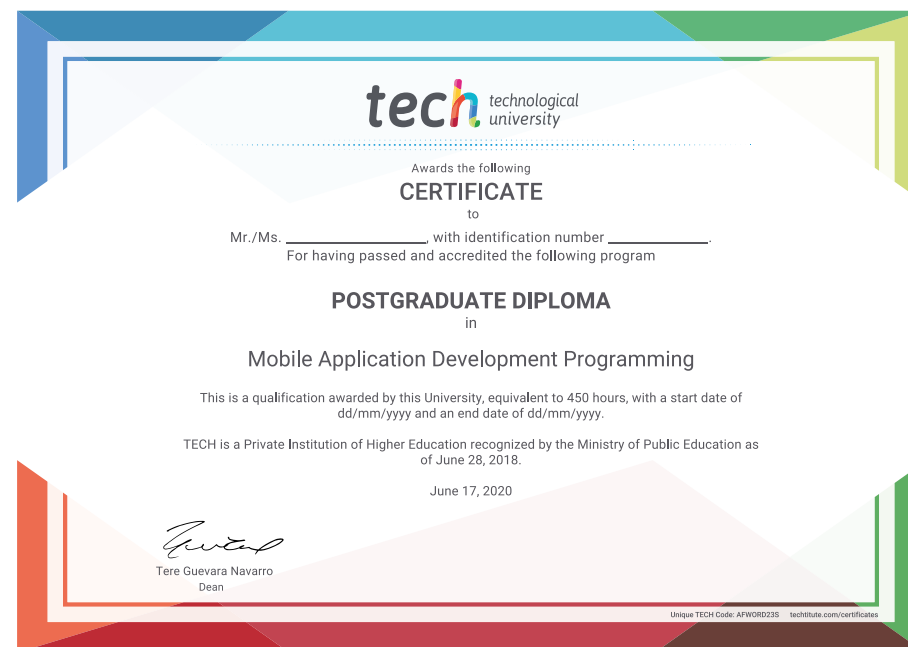 tech technological
university
Awards the following
CERTIFICATE
to
Mr./Ms. ____________________, with identification number ______________.
For having passed and accredited the following program
POSTGRADUATE DIPLOMA
in
Mobile Application Development Programming
This is a qualification awarded by this University, equivalent to 450 hours, with a start date of
dd/mm/yyyy and an end date of dd/mm/yyyy.
TECH is a Private Institution of Higher Education recognized by the Ministry of Public Education as
of June 28, 2018.
June 17, 2020
Tere Guevara Navarro
Dean
Unique TECH Code: AFWORD23S techtitute.com/certificates